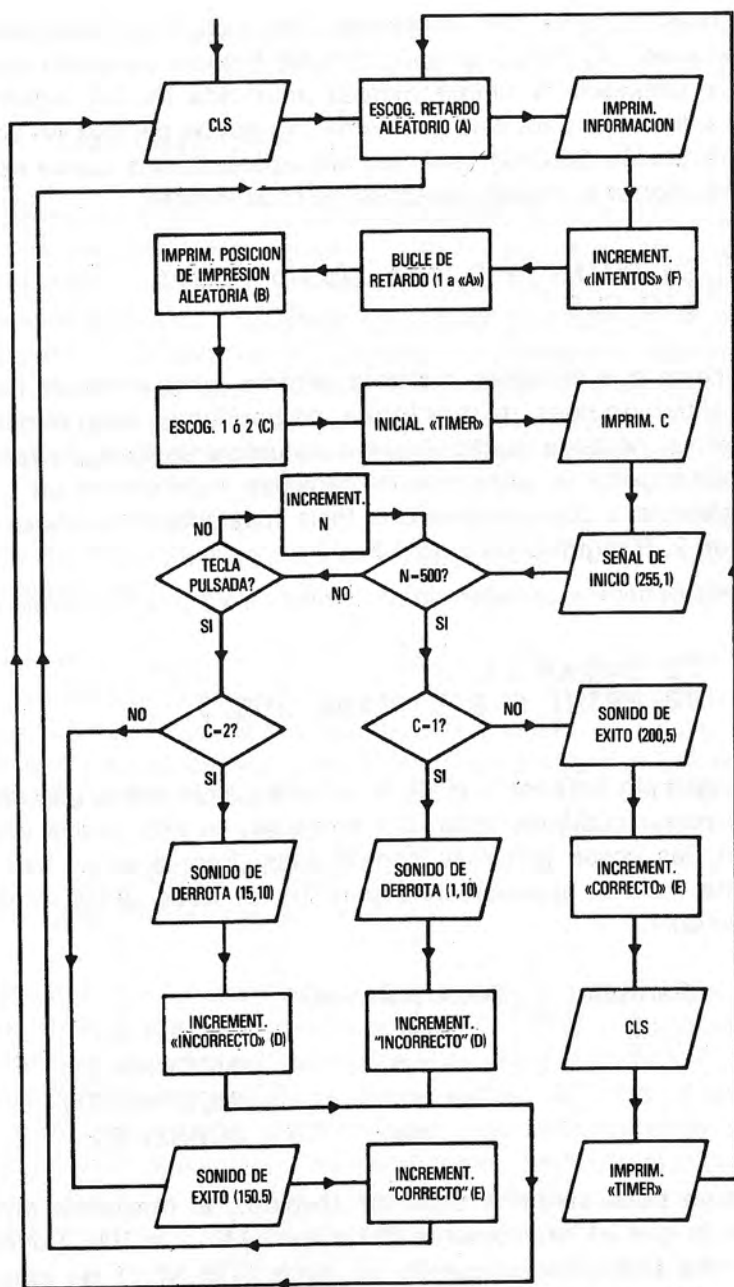 CLS
ESCOG. RETARDO
ALEATORIO (A)
IMPRIM.
INFORMACION
IMPRIM. POSICION
DE IMPRESION
ALEATORIA (B)
BUCLE DE
RETARDO (1 a «A»)
INCREMENT.
«INTENTOS» (F)
ESCOG. 1 ó 2 (C)
INICIAL. «TIMER»
IMPRIM. C
INCREMENT.
N
NO
TECLA
PULSADA?
NO
N=500?
SEÑAL DE
INICIO (255,1)
SI
SI
NO
C=2?
C=1?
NO
SONIDO DE
EXITO (200,5)
SI
SI
SONIDO DE
DERROTA (15,10)
SONIDO DE
DERROTA (1,10)
INCREMENT.
«CORRECTO» (E)
INCREMENT.
«INCORRECTO» (D)
INCREMENT.
"INCORRECTO" (D)
CLS
SONIDO DE
EXITO (150.5)
INCREMENT.
"CORRECTO" (E)
IMPRIM.
«TIMER»